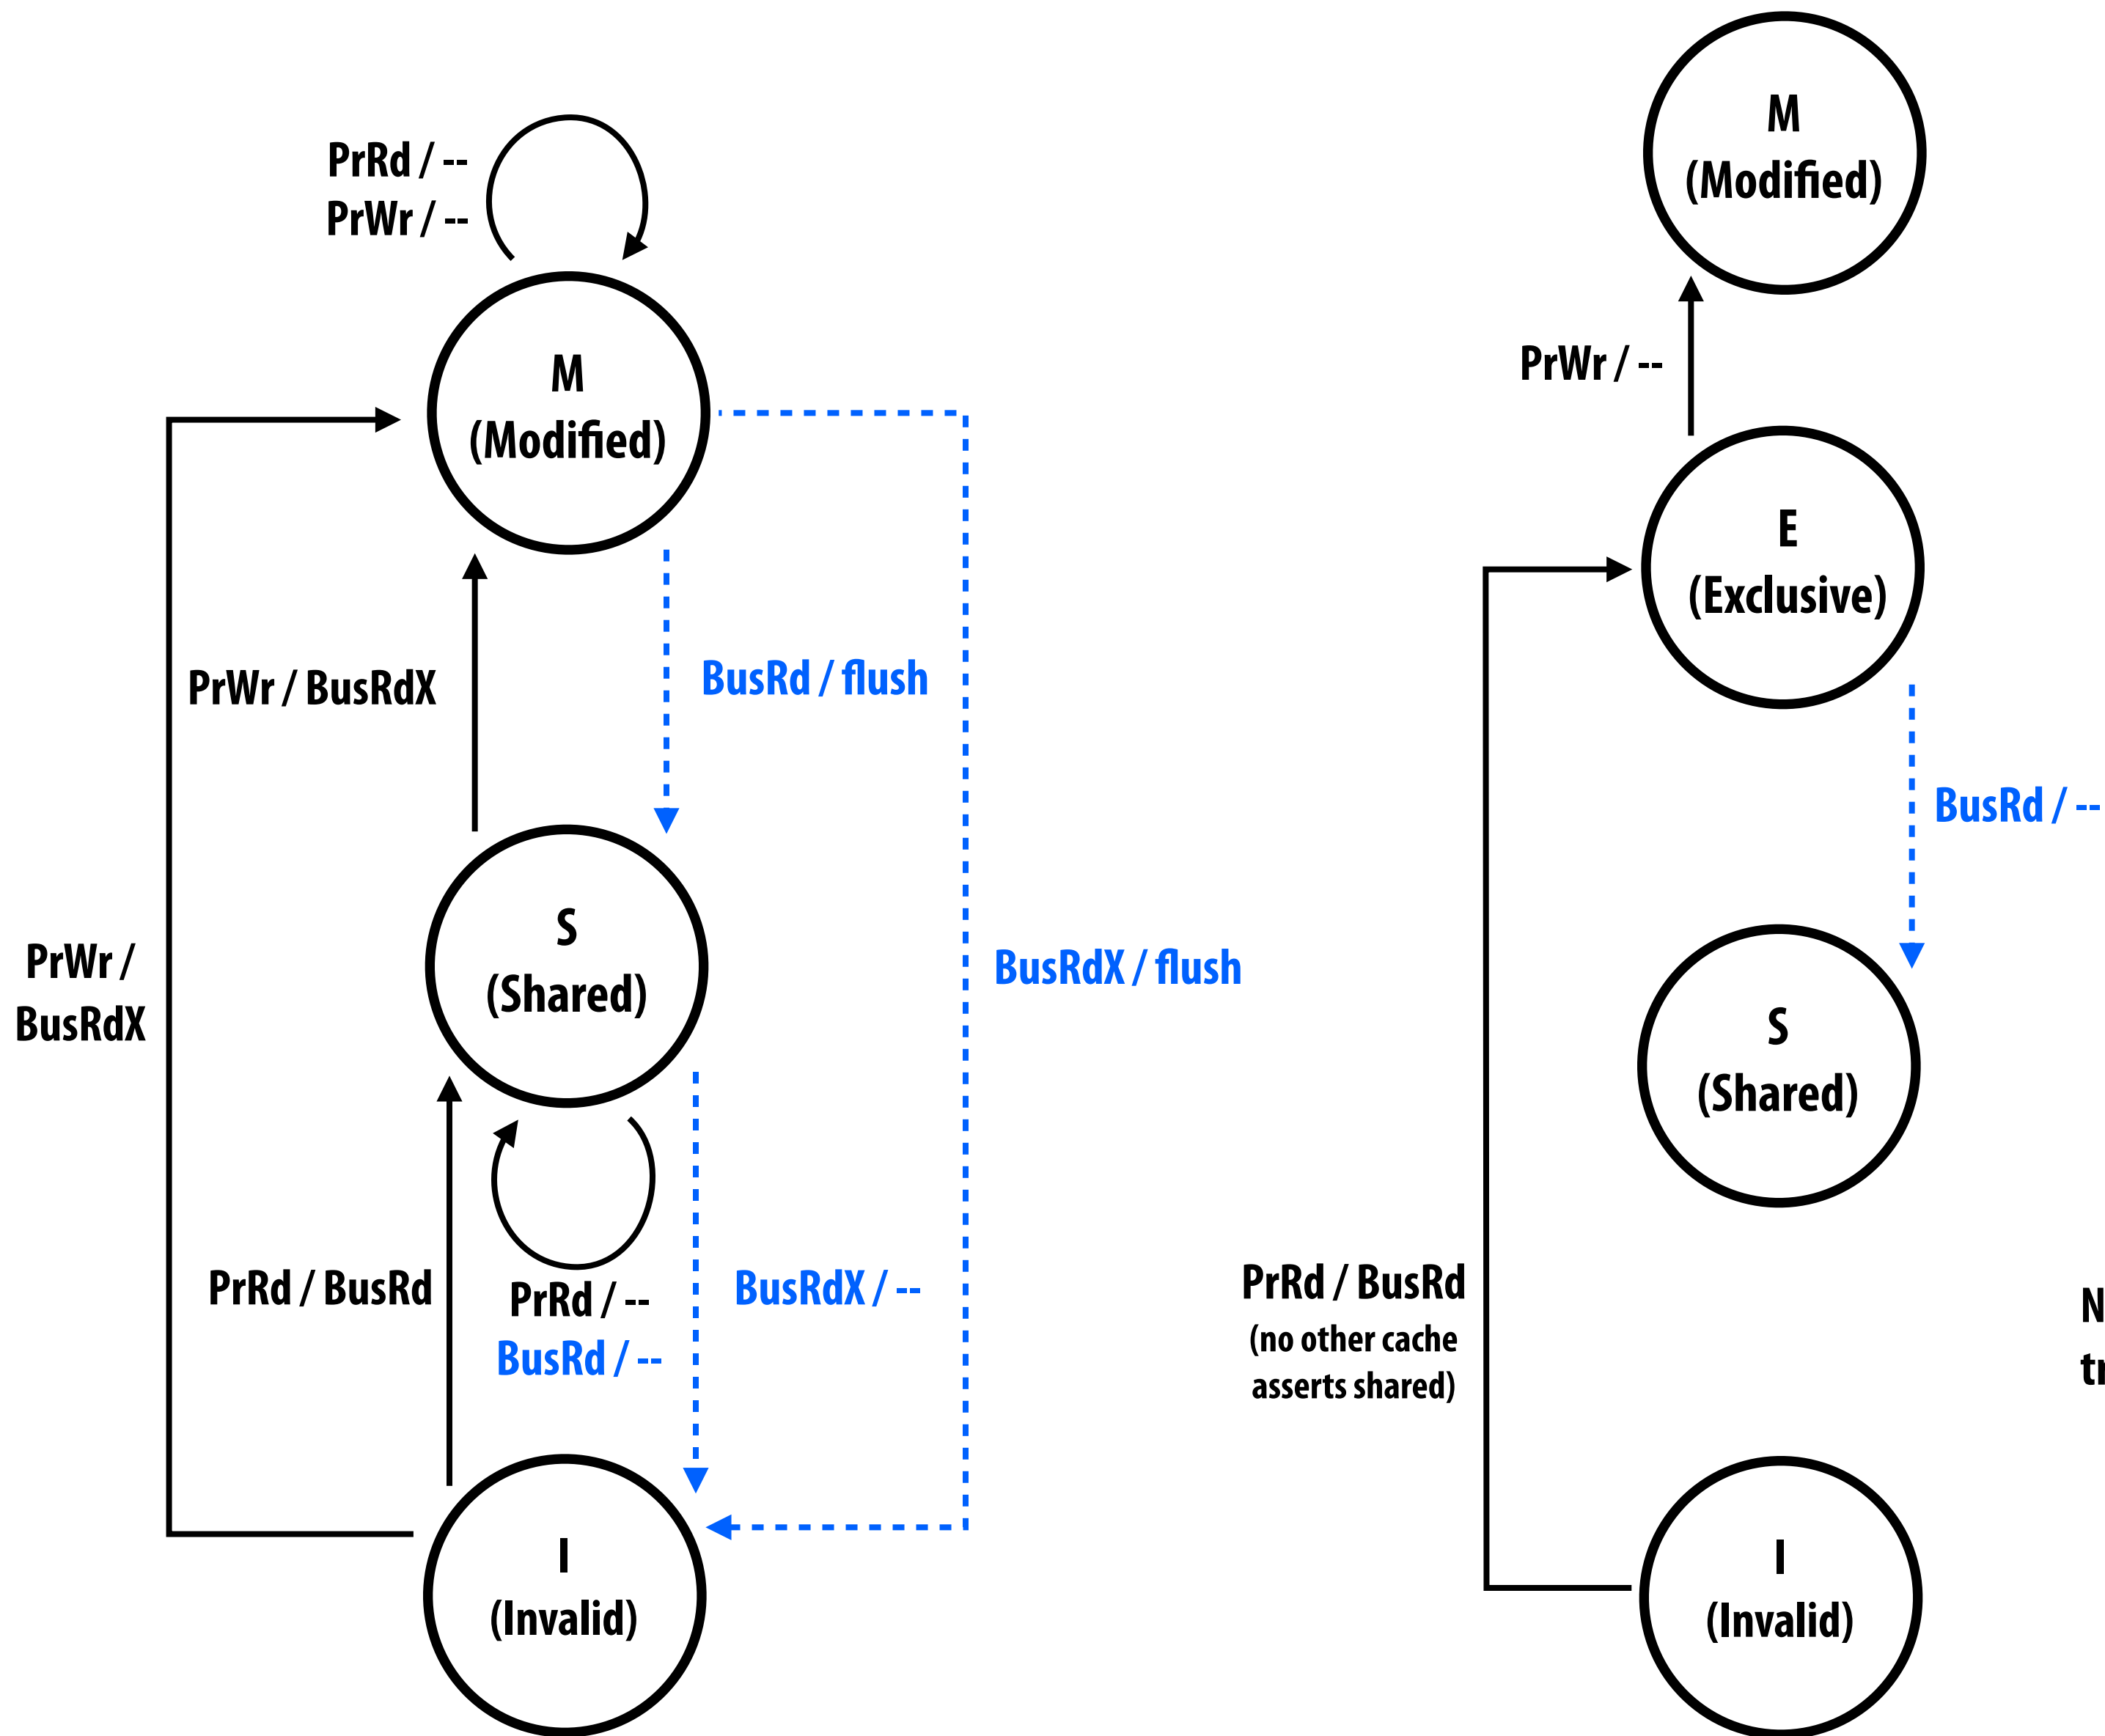 PrRd / --
PrWr / --
M
(Modified)
PrWr / BusRdX
BusRd / flush
S
(Shared)
PrWr /
BusRdX
BusRdX / flush
PrRd / BusRd
PrRd / --
BusRd / --
BusRdX / --
I
(Invalid)
M
(Modified)
PrWr / --
E
(Exclusive)
BusRd / --
S
(Shared)
PrRd / BusRd
(no other cache
asserts shared)
I
(Invalid)